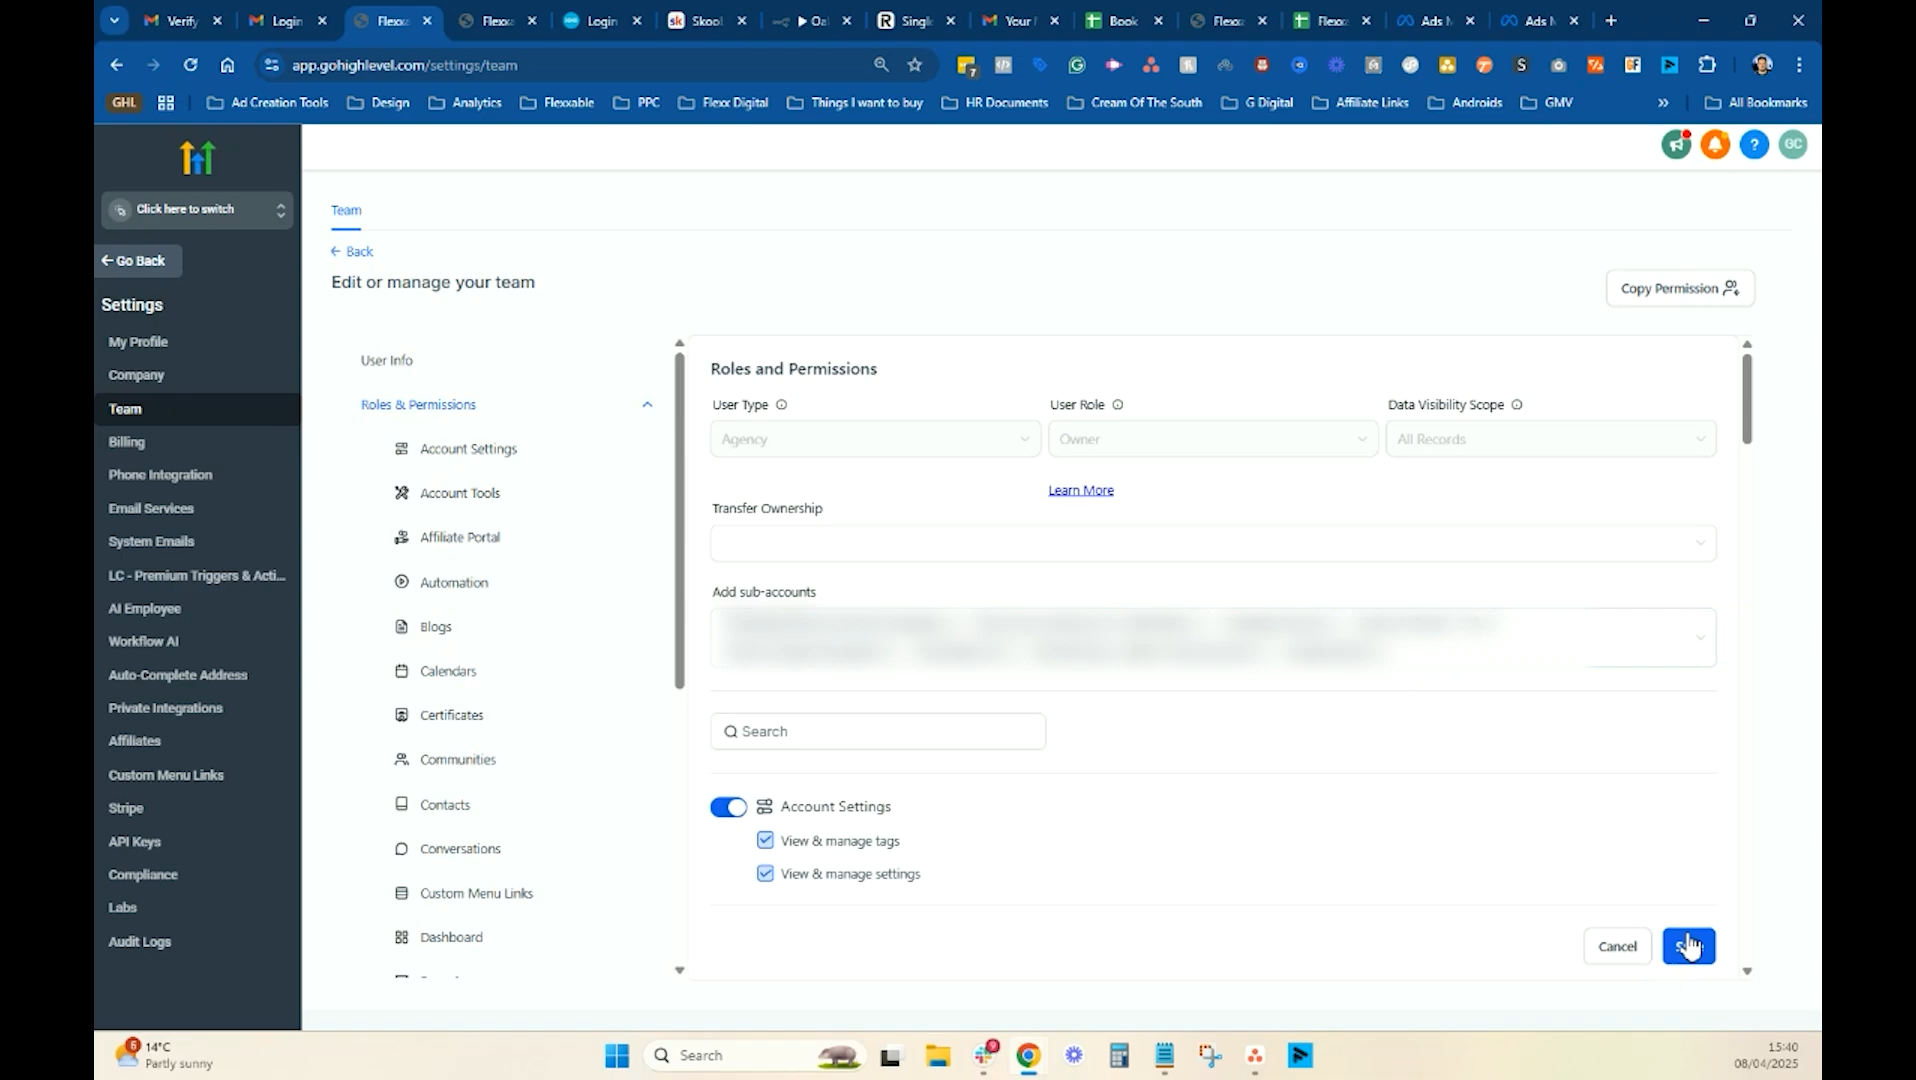 Verify
Login
Flexxa
Flexxa
Login
Skool
Oal
Singl
Your I
Book
Flexxa
Flexxa
Ads M
Ads M
app.gohighlevel.com/settings/team
7
GHL
Ad Creation Tools
Design
Analytics
Flexxable
PPC
Flexx Digital
Things I want to buy
HR Documents
Cream Of The South
G Digital
Affiliate Links
Androids
GMV
All Bookmarks
GC
Click here to switch
Go Back
Settings
My Profile
Company
Team
Billing
Phone Integration
Email Services
System Emails
LC - Premium Triggers & Acti...
AI Employee
Workflow AI
Auto-Complete Address
Private Integrations
Affiliates
Custom Menu Links
Stripe
API Keys
Compliance
Labs
Audit Logs
Team
Back
Edit or manage your team
Copy Permission
User Info
Roles & Permissions
Account Settings
Account Tools
Affiliate Portal
Automation
Blogs
Calendars
Certificates
Communities
Contacts
Conversations
Custom Menu Links
Dashboard
Roles and Permissions
User Type
User Role
Data Visibility Scope
Agency
Owner
All Records
Learn More
Transfer Ownership
Add sub-accounts
Search
Account Settings
View & manage tags
View & manage settings
Cancel
6
14°C
Partly sunny
Search
15:40
08/04/2025